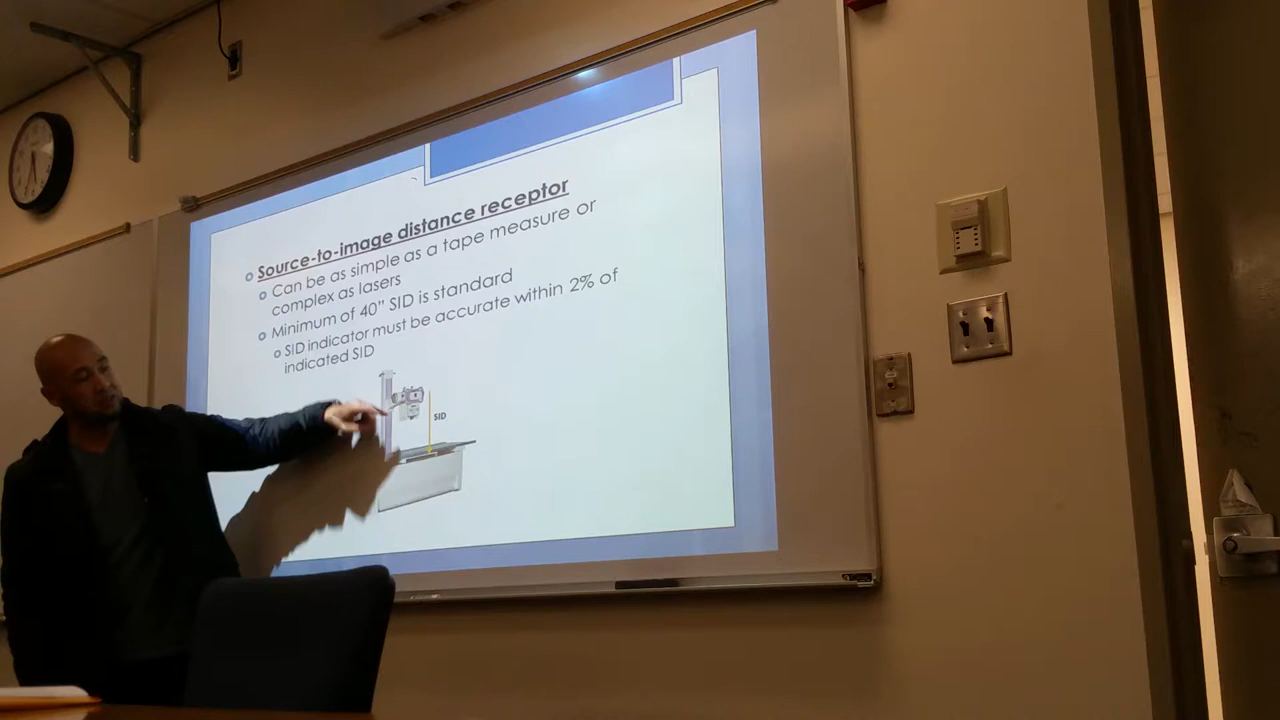 Source-to-image distance receptor
Can be as simple as a tape measure or
complex as lasers
Minimum of 40" SID is standard
SID indicator must be accurate within 2% of
indicated SID
SID